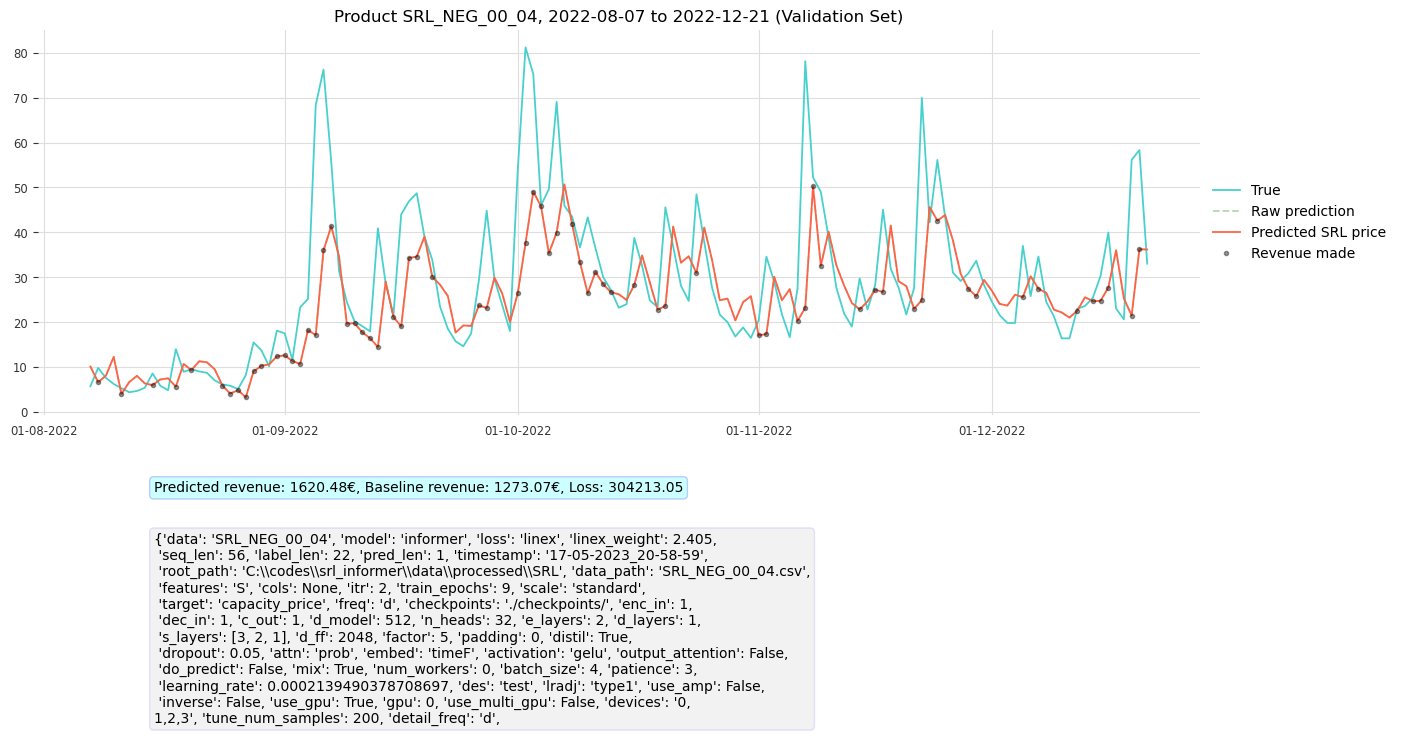 Product SRL_NEG_00_04, 2022-08-07 to 2022-12-21 (Validation Set)
80
70
60
50
40
30
20
10
0
01-08-2022
01-09-2022
01-10-2022
01-11-2022
01-12-2022
True
Raw prediction
Predicted SRL price
Revenue made
Predicted revenue: 1620.48€, Baseline revenue: 1273.07€, Loss: 304213.05
{'data': 'SRL_NEG_00_04', 'model': 'informer', 'loss': 'linex', 'linex_weight': 2.405,
'seq_len': 56, 'label_len': 22, 'pred_len': 1, 'timestamp': '17-05-2023_20-58-59',
'root_path': 'C:\\codes\\srl_informer\\data\\processed\\SRL', 'data_path': 'SRL_NEG_00_04.csv',
'features': 'S', 'cols': None, 'itr': 2, 'train_epochs': 9, 'scale': 'standard',
'target': 'capacity_price', 'freq': 'd', 'checkpoints': './checkpoints/', 'enc_in': 1,
'dec_in': 1, 'c_out': 1, 'd_model': 512, 'n_heads': 32, 'e_layers': 2, 'd_layers': 1,
's_layers': [3, 2, 1], 'd_ff': 2048, 'factor': 5, 'padding': 0, 'distil': True,
'dropout': 0.05, 'attn': 'prob', 'embed': 'timeF', 'activation': 'gelu', 'output_attention': False,
'do_predict': False, 'mix': True, 'num_workers': 0, 'batch_size': 4, 'patience': 3,
'learning_rate': 0.0002139490378708697, 'des': 'test', 'lradj': 'type1', 'use_amp': False,
'inverse': False, 'use_gpu': True, 'gpu': 0, 'use_multi_gpu': False, 'devices': '0,
1,2,3', 'tune_num_samples': 200, 'detail_freq': 'd',